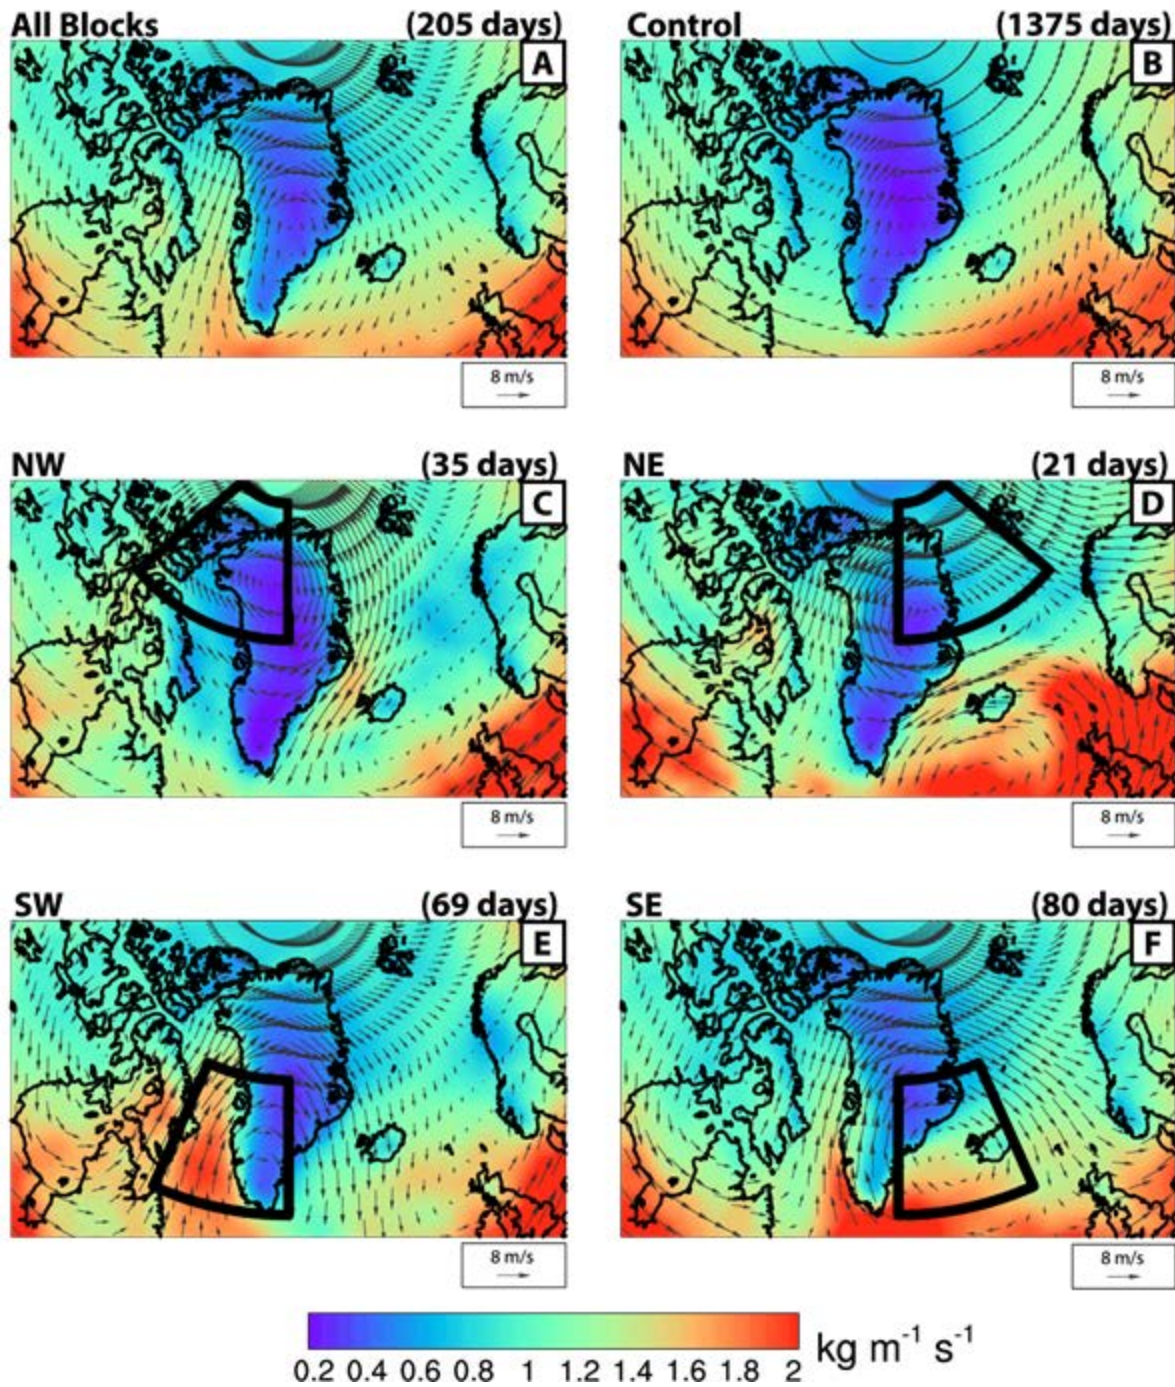 All Blocks (205 days) Control (1375 days)
A B
8 m/s 8 m/s
NW (35 days) NE (21 days)
C D
8 m/s 8 m/s
SW (69 days) SE (80 days)
E F
8 m/s 8 m/s
0.2 0.4 0.6 0.8 1 1.2 1.4 1.6 1.8 2 kg m⁻¹ s⁻¹